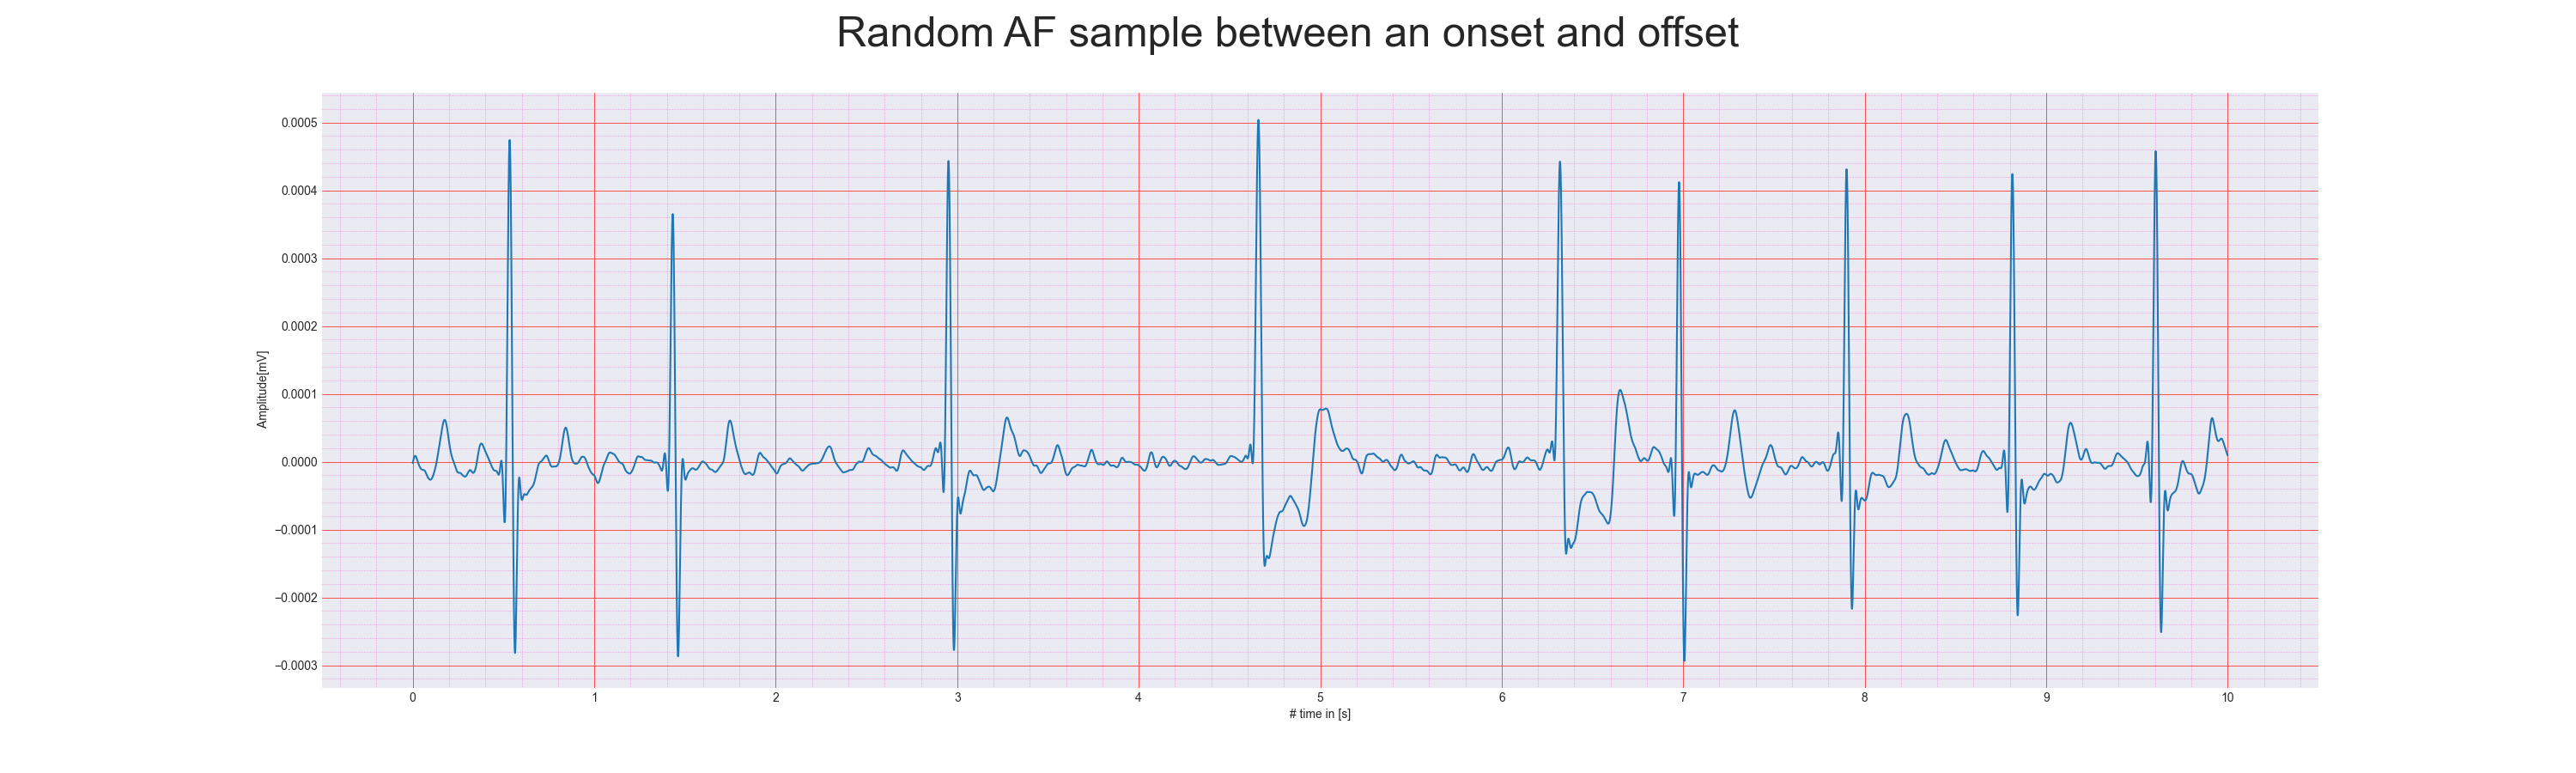 Random AF sample between an onset and offset
0.0005
0.0004
0.0003
0.0002
0.0001
0.0000
−0.0001
−0.0002
−0.0003
Amplitude[mV]
0 1 2 3 4 5 6 7 8 9 10
# time in [s]